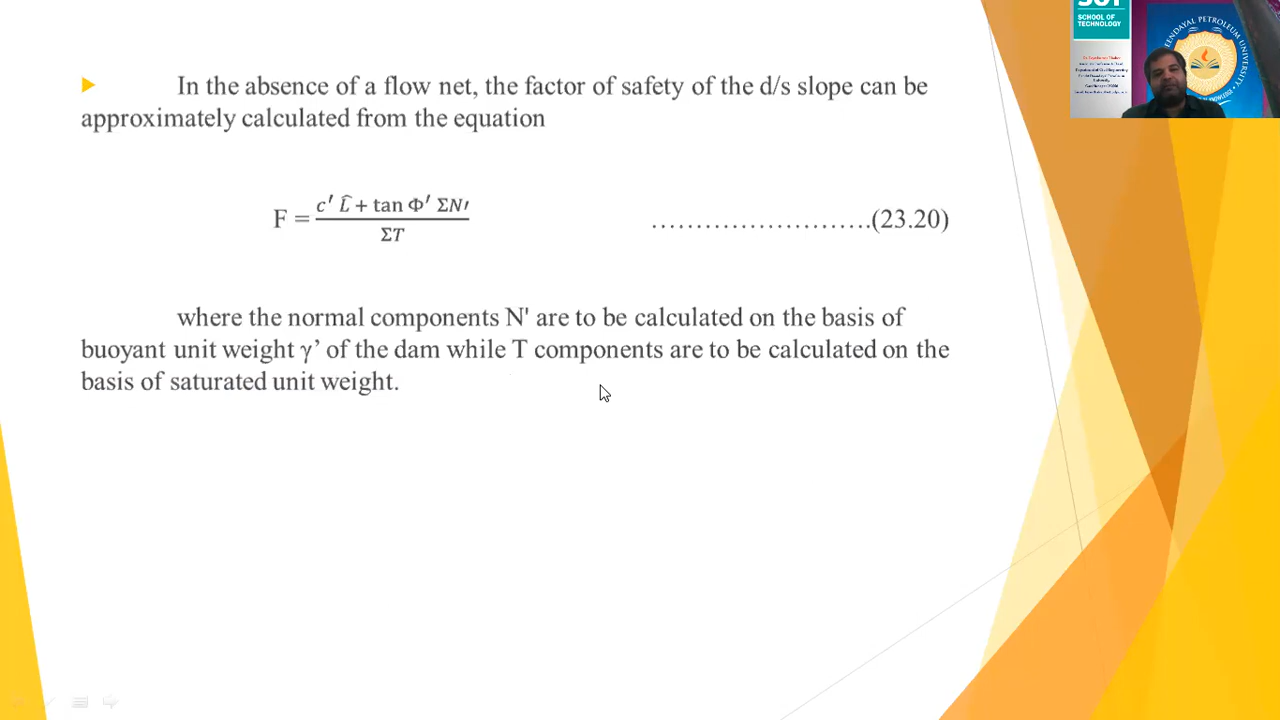 In the absence of a flow net, the factor of safety of the d/s slope can be
approximately calculated from the equation
F = (c′ L̂ + tan Φ′ ΣN′) / ΣT ……………………(23.20)
where the normal components N' are to be calculated on the basis of
buoyant unit weight γ’ of the dam while T components are to be calculated on the
basis of saturated unit weight.
SCHOOL OF
TECHNOLOGY
PETROLEUM UNIVERSITY